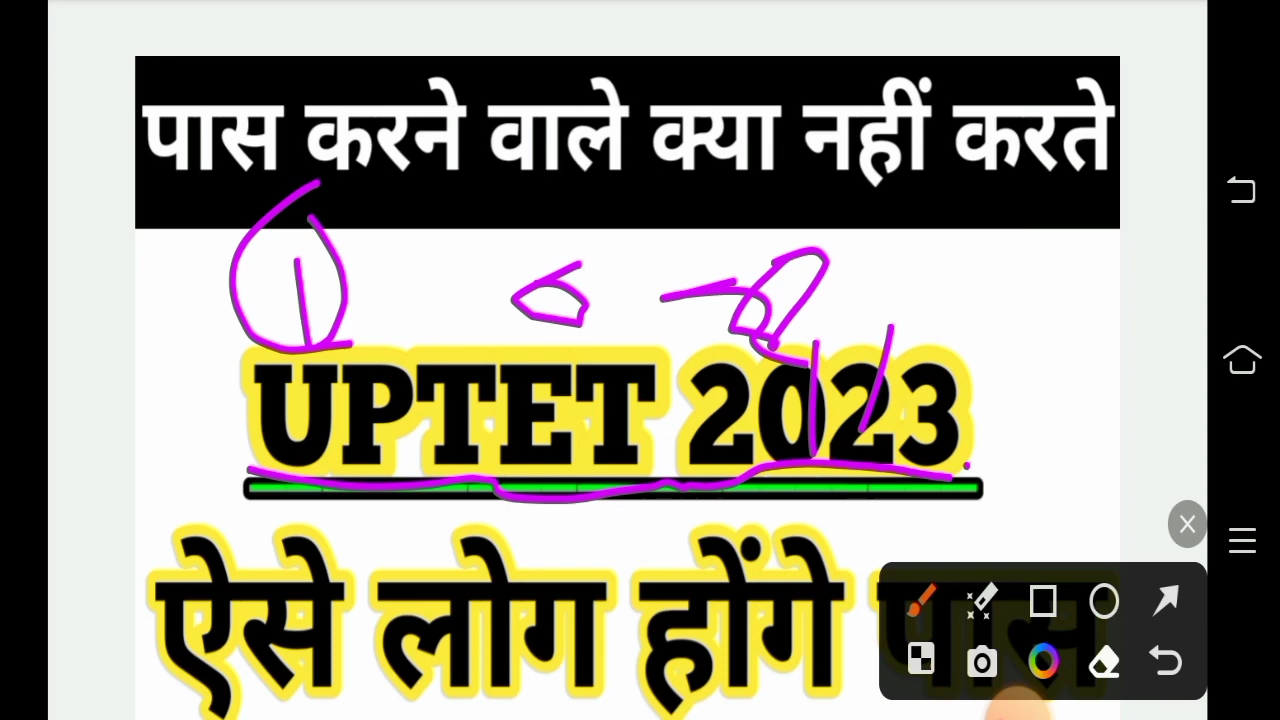 पास करने वाले क्या नहीं करते
UPTET 2023
ऐसे लोग होंगे पास